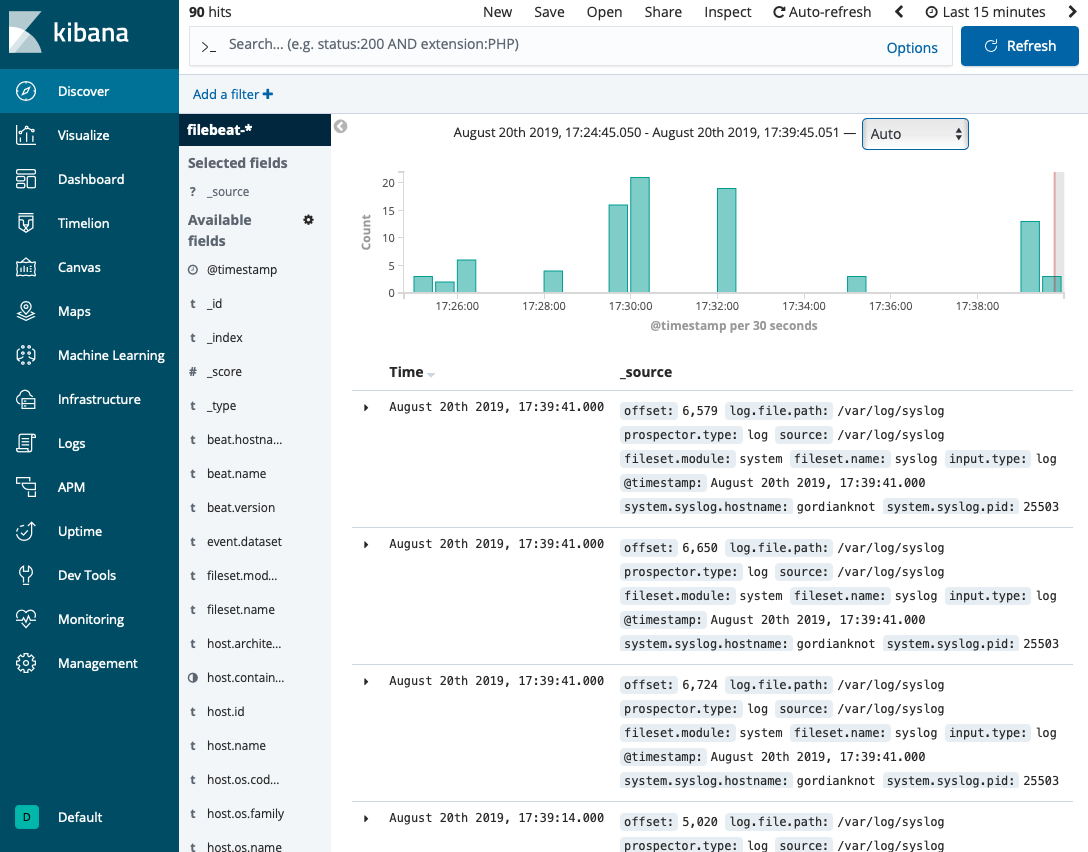 kibana
Discover
Visualize
Dashboard
Timelion
Canvas
Maps
Machine Learning
Infrastructure
Logs
APM
Uptime
Dev Tools
Monitoring
Management
D Default
90 hits
New Save Open Share Inspect Auto-refresh Last 15 minutes
>_ Search... (e.g. status:200 AND extension:PHP) Options Refresh
Add a filter +
filebeat-*
Selected fields
? _source
Available
fields
@timestamp
t _id
t _index
# _score
t _type
t beat.hostna...
t beat.name
t beat.version
t event.dataset
t fileset.mod...
t fileset.name
t host.archite...
host.contain...
t host.id
t host.name
t host.os.cod...
t host.os.family
t host.os.name
August 20th 2019, 17:24:45.050 - August 20th 2019, 17:39:45.051 — Auto
Count
20
15
10
5
0
17:26:00 17:28:00 17:30:00 17:32:00 17:34:00 17:36:00 17:38:00
@timestamp per 30 seconds
Time _source
August 20th 2019, 17:39:41.000 offset: 6,579 log.file.path: /var/log/syslog
prospector.type: log source: /var/log/syslog
fileset.module: system fileset.name: syslog input.type: log
@timestamp: August 20th 2019, 17:39:41.000
system.syslog.hostname: gordianknot system.syslog.pid: 25503
August 20th 2019, 17:39:41.000 offset: 6,650 log.file.path: /var/log/syslog
prospector.type: log source: /var/log/syslog
fileset.module: system fileset.name: syslog input.type: log
@timestamp: August 20th 2019, 17:39:41.000
system.syslog.hostname: gordianknot system.syslog.pid: 25503
August 20th 2019, 17:39:41.000 offset: 6,724 log.file.path: /var/log/syslog
prospector.type: log source: /var/log/syslog
fileset.module: system fileset.name: syslog input.type: log
@timestamp: August 20th 2019, 17:39:41.000
system.syslog.hostname: gordianknot system.syslog.pid: 25503
August 20th 2019, 17:39:14.000 offset: 5,020 log.file.path: /var/log/syslog
prospector.type: log source: /var/log/syslog